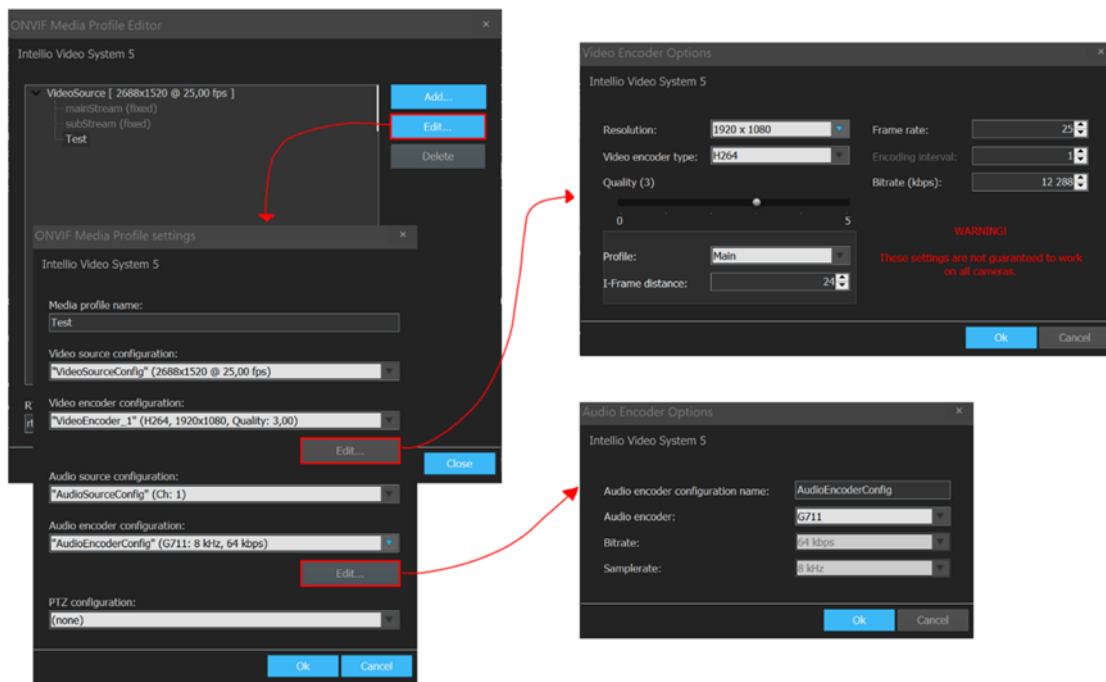 ONVIF Media Profile Editor
Intellio Video System 5
VideoSource [ 2688x1520 @ 25,00 fps ]
mainStream (fixed)
subStream (fixed)
Test
Add...
Edit...
Delete
Close
ONVIF Media Profile settings
Intellio Video System 5
Media profile name:
Test
Video source configuration:
"VideoSourceConfig" (2688x1520 @ 25,00 fps)
Video encoder configuration:
"VideoEncoder_1" (H264, 1920x1080, Quality: 3,00)
Edit...
Audio source configuration:
"AudioSourceConfig" (Ch: 1)
Audio encoder configuration:
"AudioEncoderConfig" (G711: 8 kHz, 64 kbps)
Edit...
PTZ configuration:
(none)
Ok Cancel
Video Encoder Options
Intellio Video System 5
Resolution: 1920 x 1080 Frame rate: 25
Video encoder type: H264 Encoding interval: 1
Quality (3) Bitrate (kbps): 12 288
0 5
WARNING!
These settings are not guaranteed to work
on all cameras.
Profile: Main
I-Frame distance: 24
Ok Cancel
Audio Encoder Options
Intellio Video System 5
Audio encoder configuration name: AudioEncoderConfig
Audio encoder: G711
Bitrate: 64 kbps
Samplerate: 8 kHz
Ok Cancel